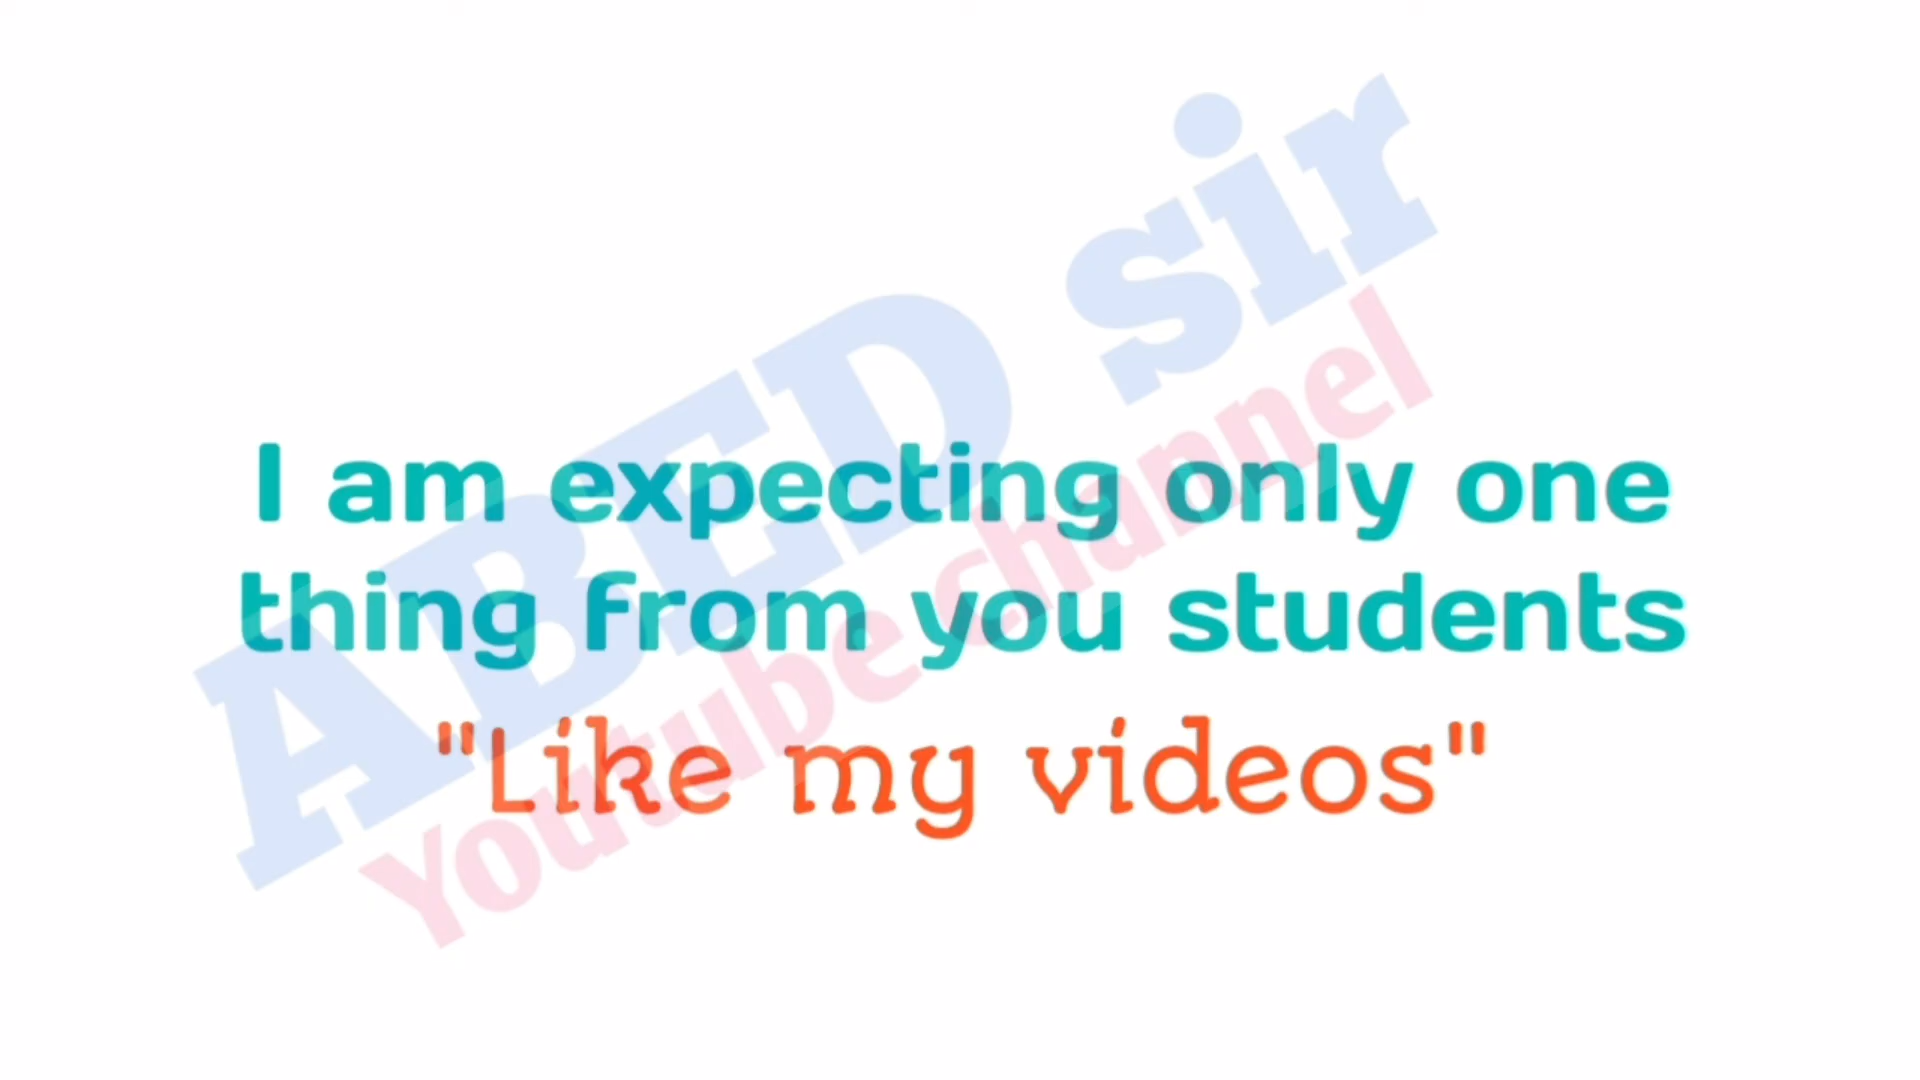 ABED sir
Youtube channel
I am expecting only one
thing from you students
"Like my videos"